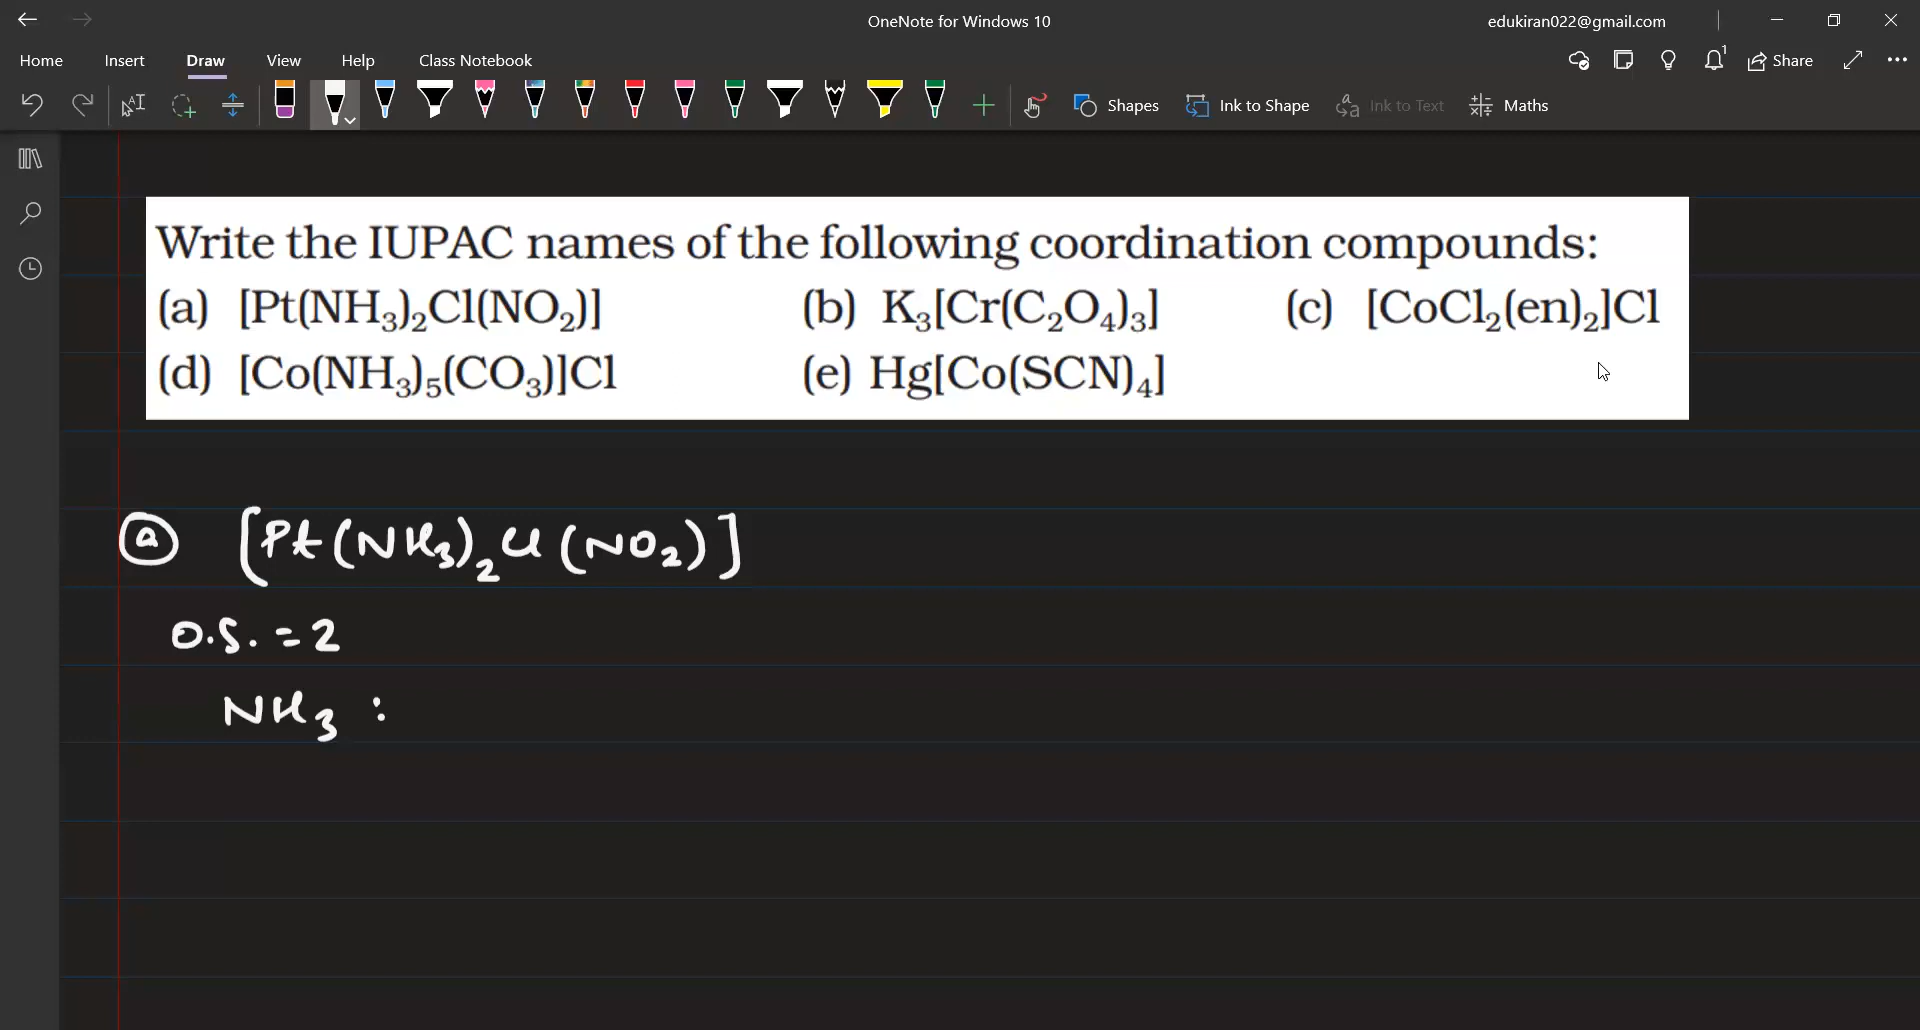 OneNote for Windows 10
edukiran022@gmail.com
Home Insert Draw View Help Class Notebook
1
Share
Shapes Ink to Shape Ink to Text Maths
Write the IUPAC names of the following coordination compounds:
(a) [Pt(NH₃)₂Cl(NO₂)] (b) K₃[Cr(C₂O₄)₃] (c) [CoCl₂(en)₂]Cl
(d) [Co(NH₃)₅(CO₃)]Cl (e) Hg[Co(SCN)₄]
ⓐ [Pt(NH₃)₂Cl(NO₂)]
O.S. = 2
NH₃ :